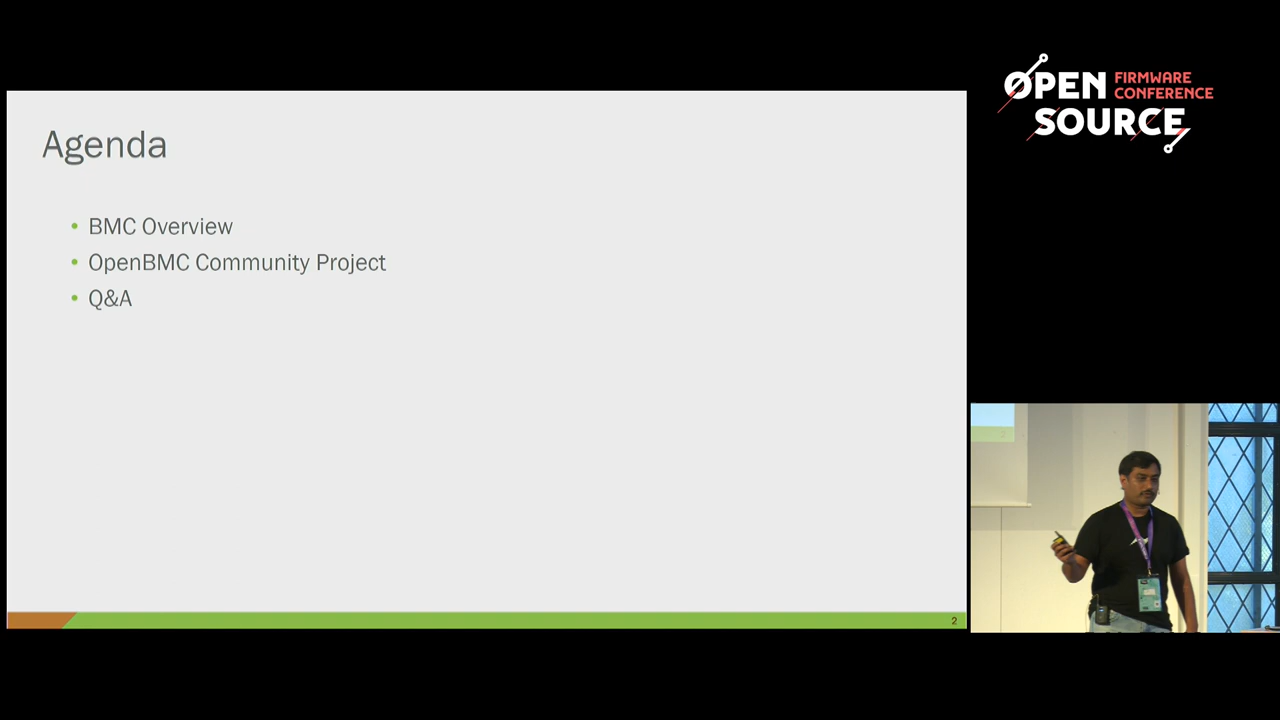 Agenda
• BMC Overview
• OpenBMC Community Project
• Q&A
2
OPEN FIRMWARE CONFERENCE
SOURCE